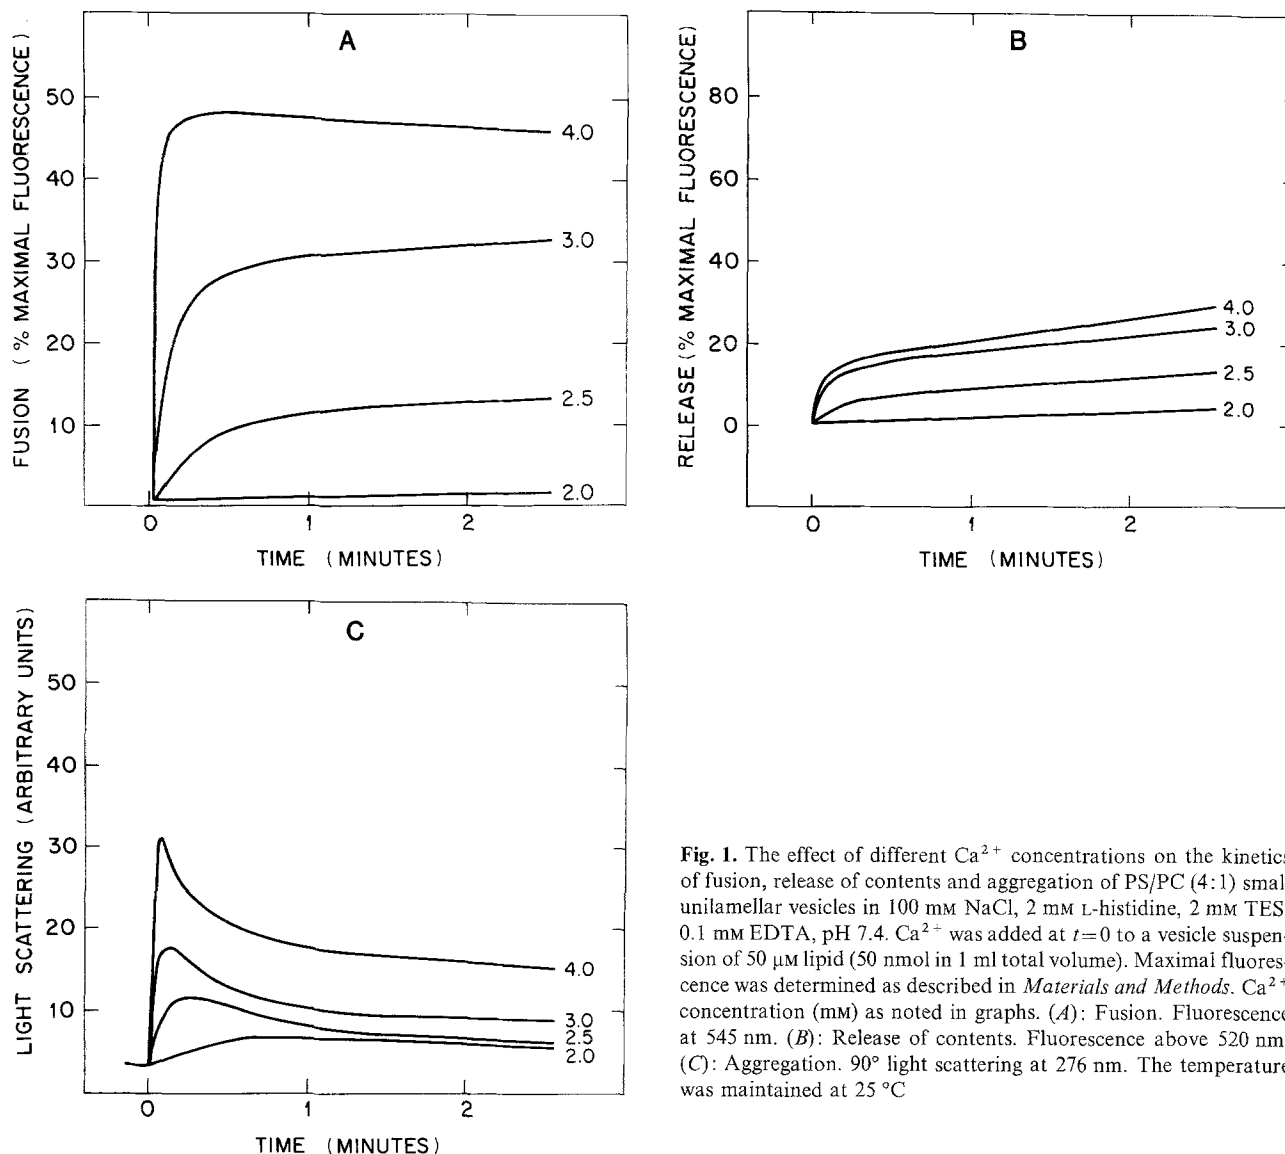 A
FUSION (% MAXIMAL FLUORESCENCE)
50
40
30
20
10
4.0
3.0
2.5
2.0
0 1 2
TIME (MINUTES)
B
RELEASE (% MAXIMAL FLUORESCENCE)
80
60
40
20
0
4.0
3.0
2.5
2.0
0 1 2
TIME (MINUTES)
C
LIGHT SCATTERING (ARBITRARY UNITS)
50
40
30
20
10
4.0
3.0
2.5
2.0
0 1 2
TIME (MINUTES)
Fig. 1. The effect of different Ca²⁺ concentrations on the kinetics
of fusion, release of contents and aggregation of PS/PC (4:1) small
unilamellar vesicles in 100 mM NaCl, 2 mM L-histidine, 2 mM TES
0.1 mM EDTA, pH 7.4. Ca²⁺ was added at t=0 to a vesicle suspen-
sion of 50 μM lipid (50 nmol in 1 ml total volume). Maximal fluores-
cence was determined as described in Materials and Methods. Ca²⁺
concentration (mM) as noted in graphs. (A): Fusion. Fluorescence
at 545 nm. (B): Release of contents. Fluorescence above 520 nm
(C): Aggregation. 90° light scattering at 276 nm. The temperature
was maintained at 25 °C